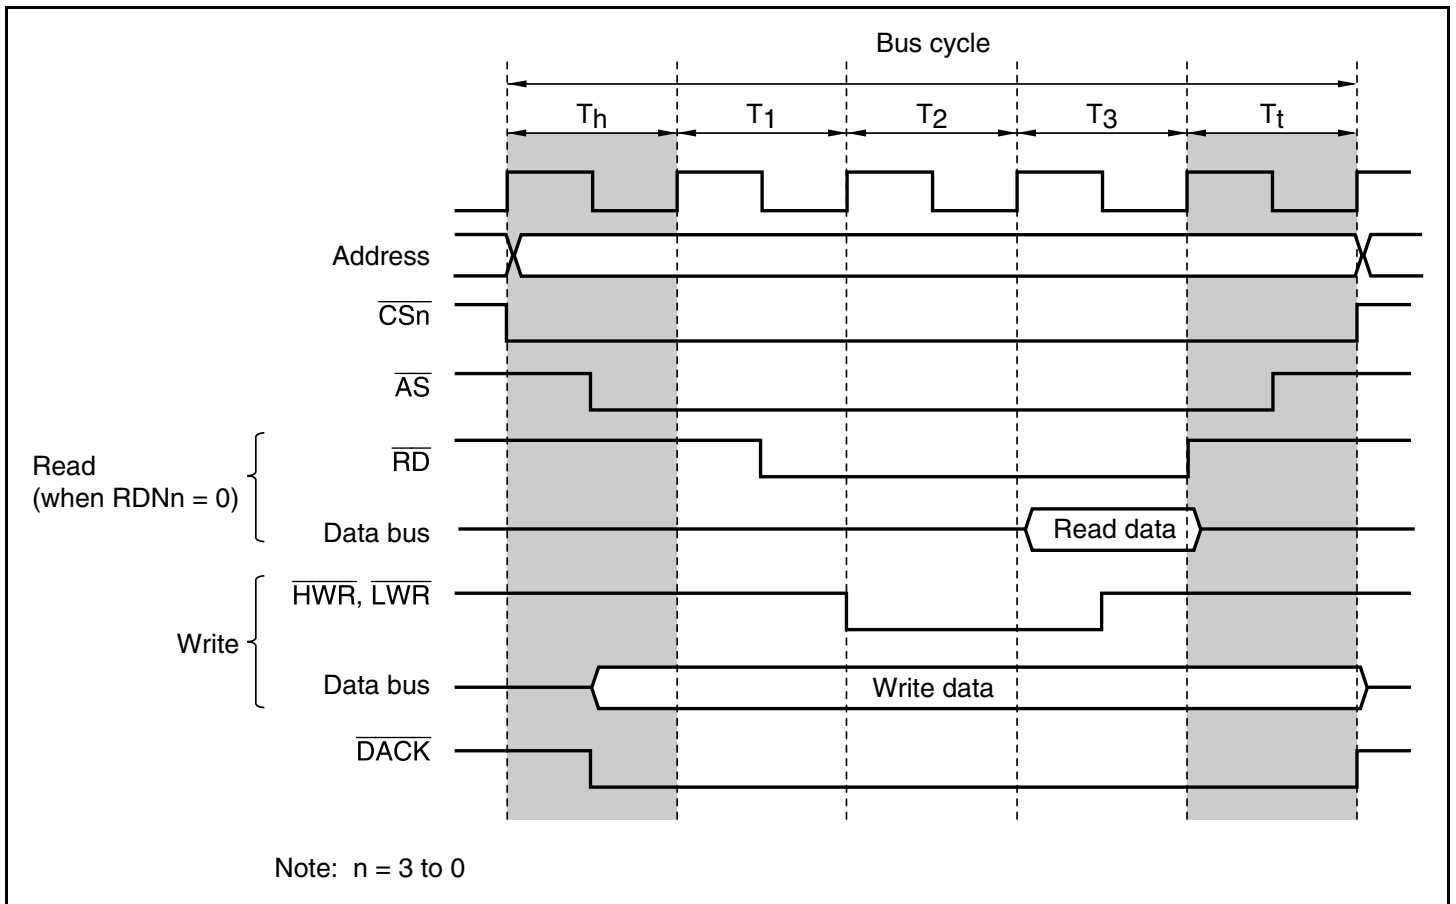 Bus cycle
Th T1 T2 T3 Tt
Address
CSn
AS
Read
(when RDNn = 0)
RD
Data bus
Read data
HWR, LWR
Write
Data bus
Write data
DACK
Note: n = 3 to 0